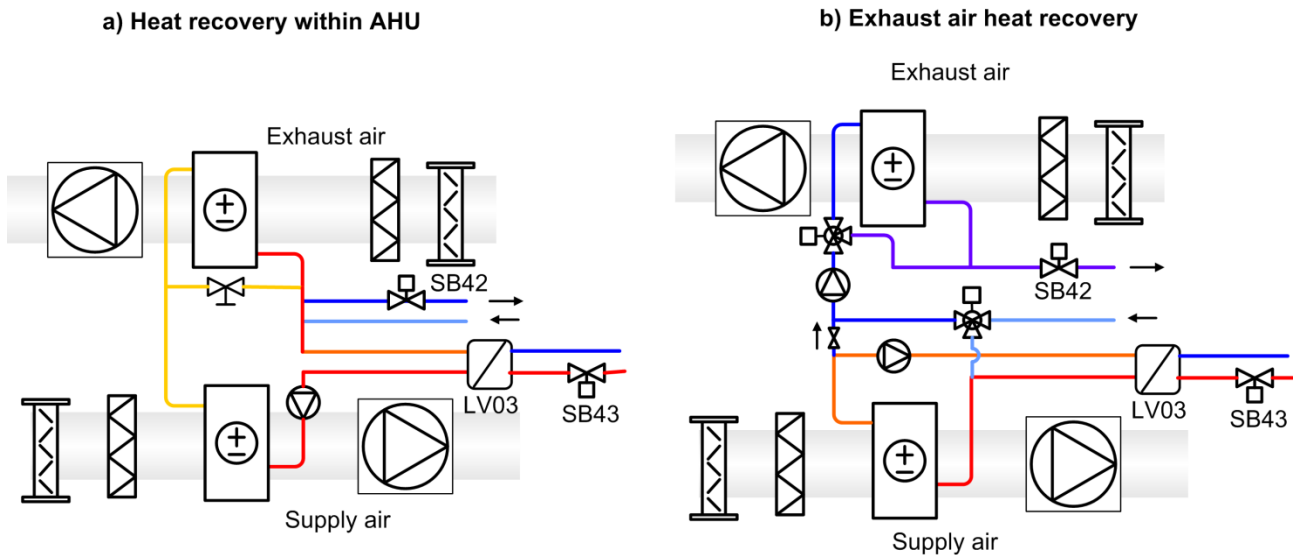 a) Heat recovery within AHU
Exhaust air
SB42
LV03
SB43
Supply air
b) Exhaust air heat recovery
Exhaust air
SB42
LV03
SB43
Supply air